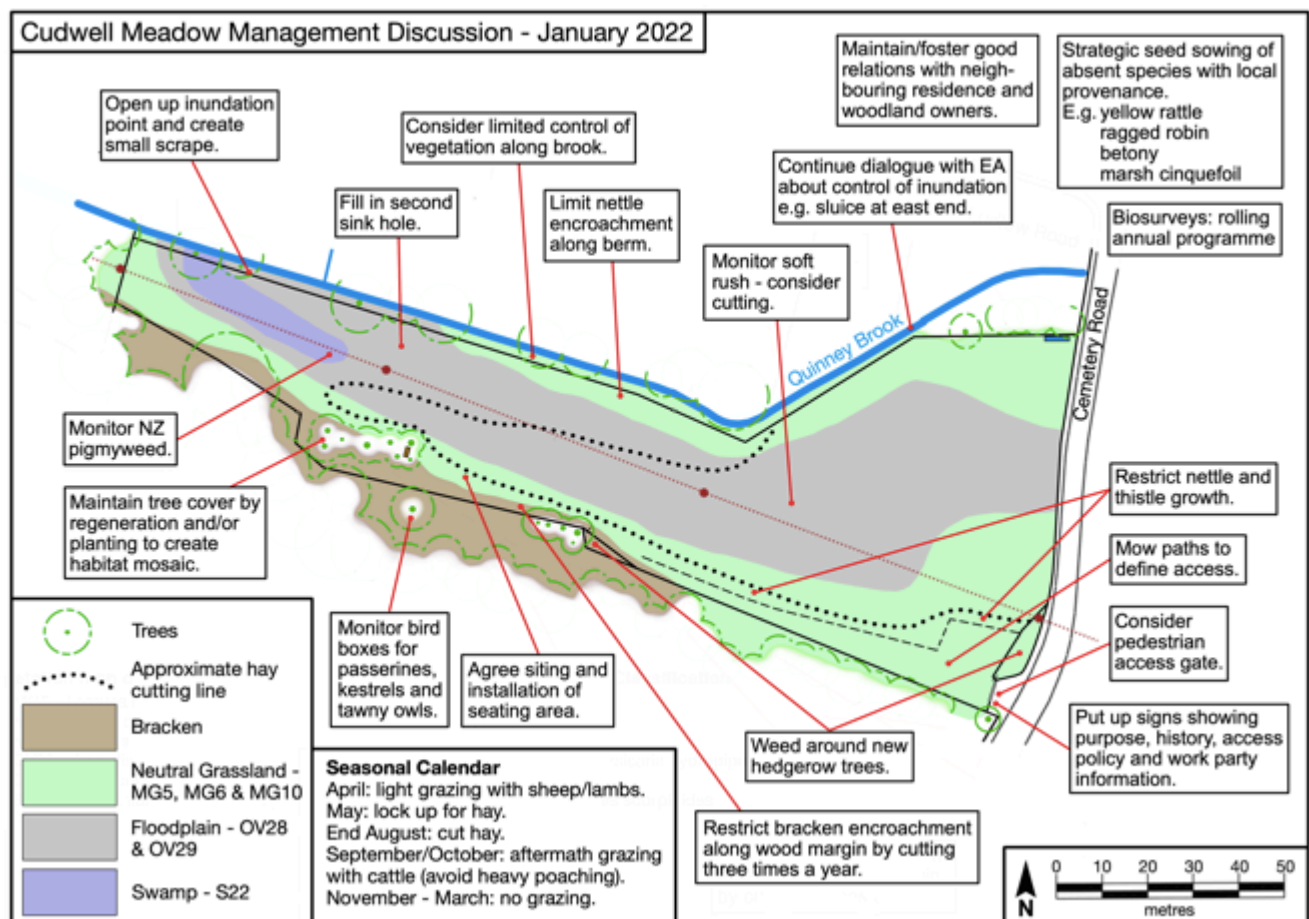 Cudwell Meadow Management Discussion - January 2022
Open up inundation
point and create
small scrape.
Consider limited control of
vegetation along brook.
Maintain/foster good
relations with neigh-
bouring residence and
woodland owners.
Strategic seed sowing of
absent species with local
provenance.
E.g. yellow rattle
ragged robin
betony
marsh cinquefoil
Fill in second
sink hole.
Limit nettle
encroachment
along berm.
Continue dialogue with EA
about control of inundation
e.g. sluice at east end.
Biosurveys: rolling
annual programme
Monitor soft
rush - consider
cutting.
Quinney Brook
Cemetery Road
Monitor NZ
pigmyweed.
Maintain tree cover by
regeneration and/or
planting to create
habitat mosaic.
Restrict nettle and
thistle growth.
Mow paths to
define access.
Consider
pedestrian
access gate.
Put up signs showing
purpose, history, access
policy and work party
information.
Monitor bird
boxes for
passerines,
kestrels and
tawny owls.
Agree siting and
installation of
seating area.
Weed around new
hedgerow trees.
Restrict bracken encroachment
along wood margin by cutting
three times a year.
Trees
Approximate hay
cutting line
Bracken
Neutral Grassland -
MG5, MG6 & MG10
Floodplain - OV28
& OV29
Swamp - S22
Seasonal Calendar
April: light grazing with sheep/lambs.
May: lock up for hay.
End August: cut hay.
September/October: aftermath grazing
with cattle (avoid heavy poaching).
November - March: no grazing.
N
0 10 20 30 40 50
metres